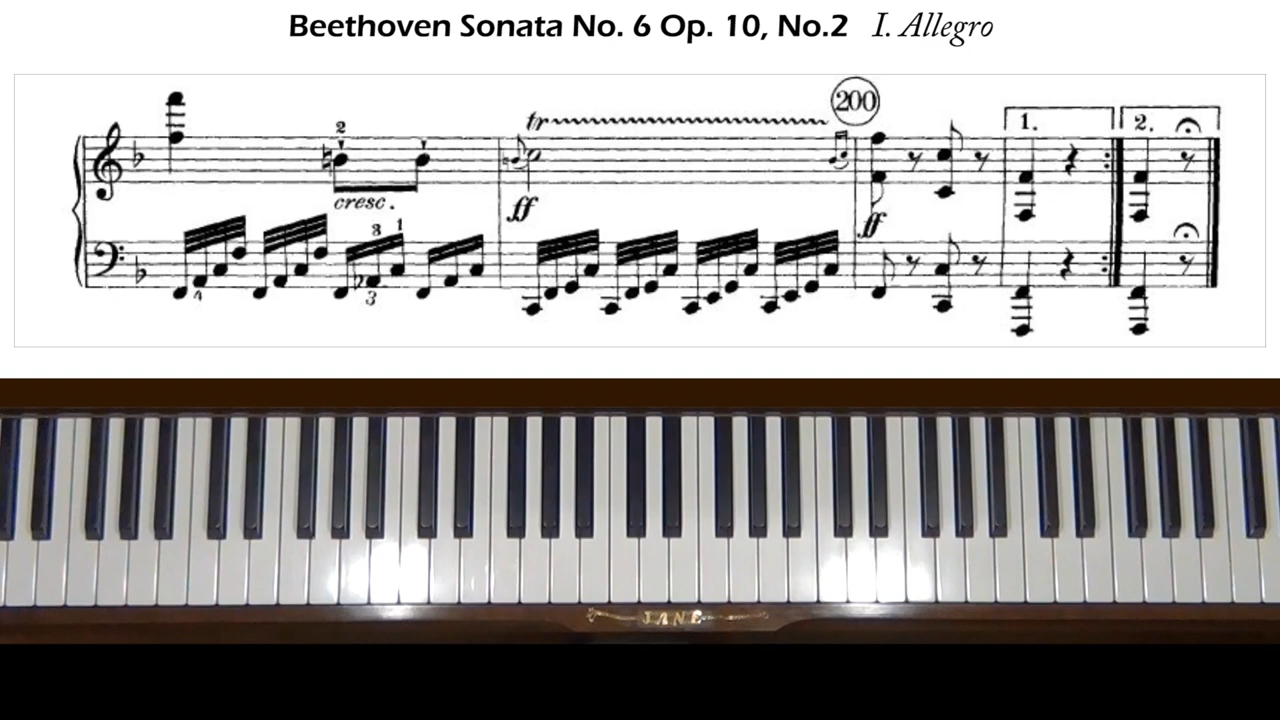 Beethoven Sonata No. 6 Op. 10, No.2 I. Allegro
200
tr
2
1.
2.
cresc.
ff
ff
3 1
4
3
JANE